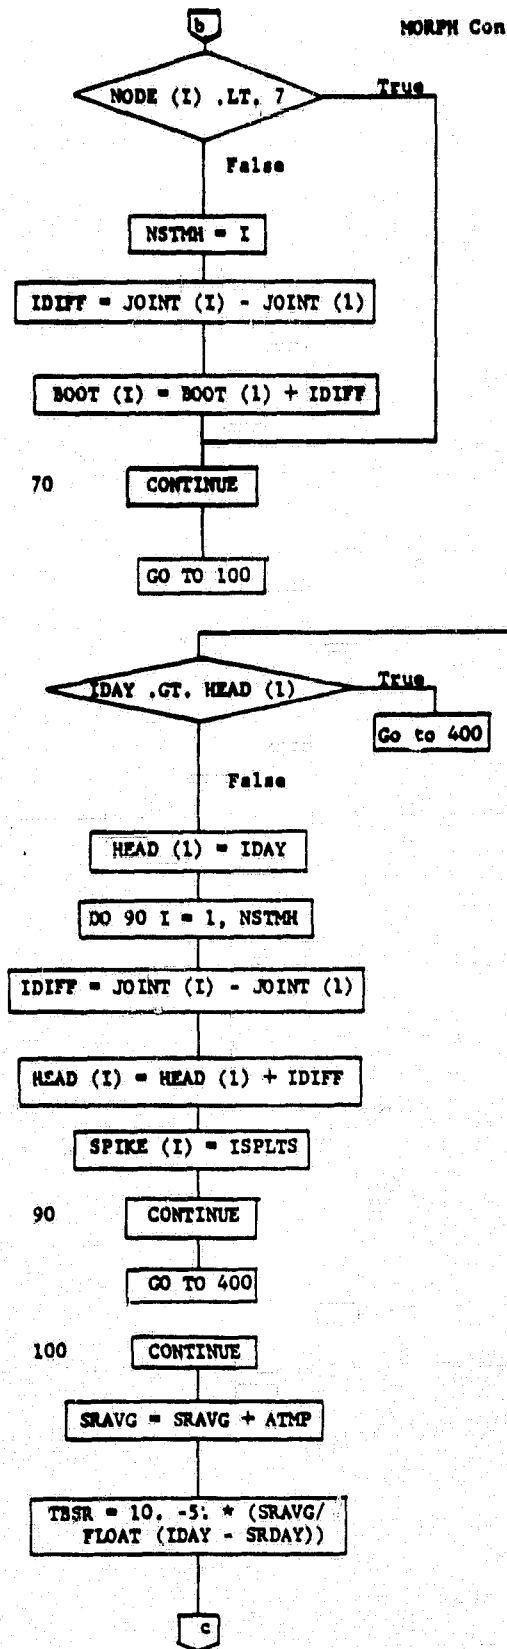 b
MORPH Con
NODE (I) .LT. 7
True
False
NSTMH = I
IDIFF = JOINT (I) - JOINT (1)
BOOT (I) = BOOT (1) + IDIFF
70 CONTINUE
GO TO 100
IDAY .GT. HEAD (1)
True
Go to 400
False
HEAD (1) = IDAY
DO 90 I = 1, NSTMH
IDIFF = JOINT (I) - JOINT (1)
HEAD (I) = HEAD (1) + IDIFF
SPIKE (I) = ISPLTS
90 CONTINUE
GO TO 400
100 CONTINUE
SRAVG = SRAVG + ATMP
TBSR = 10. -5. * (SRAVG/
FLOAT (IDAY - SRDAY))
c